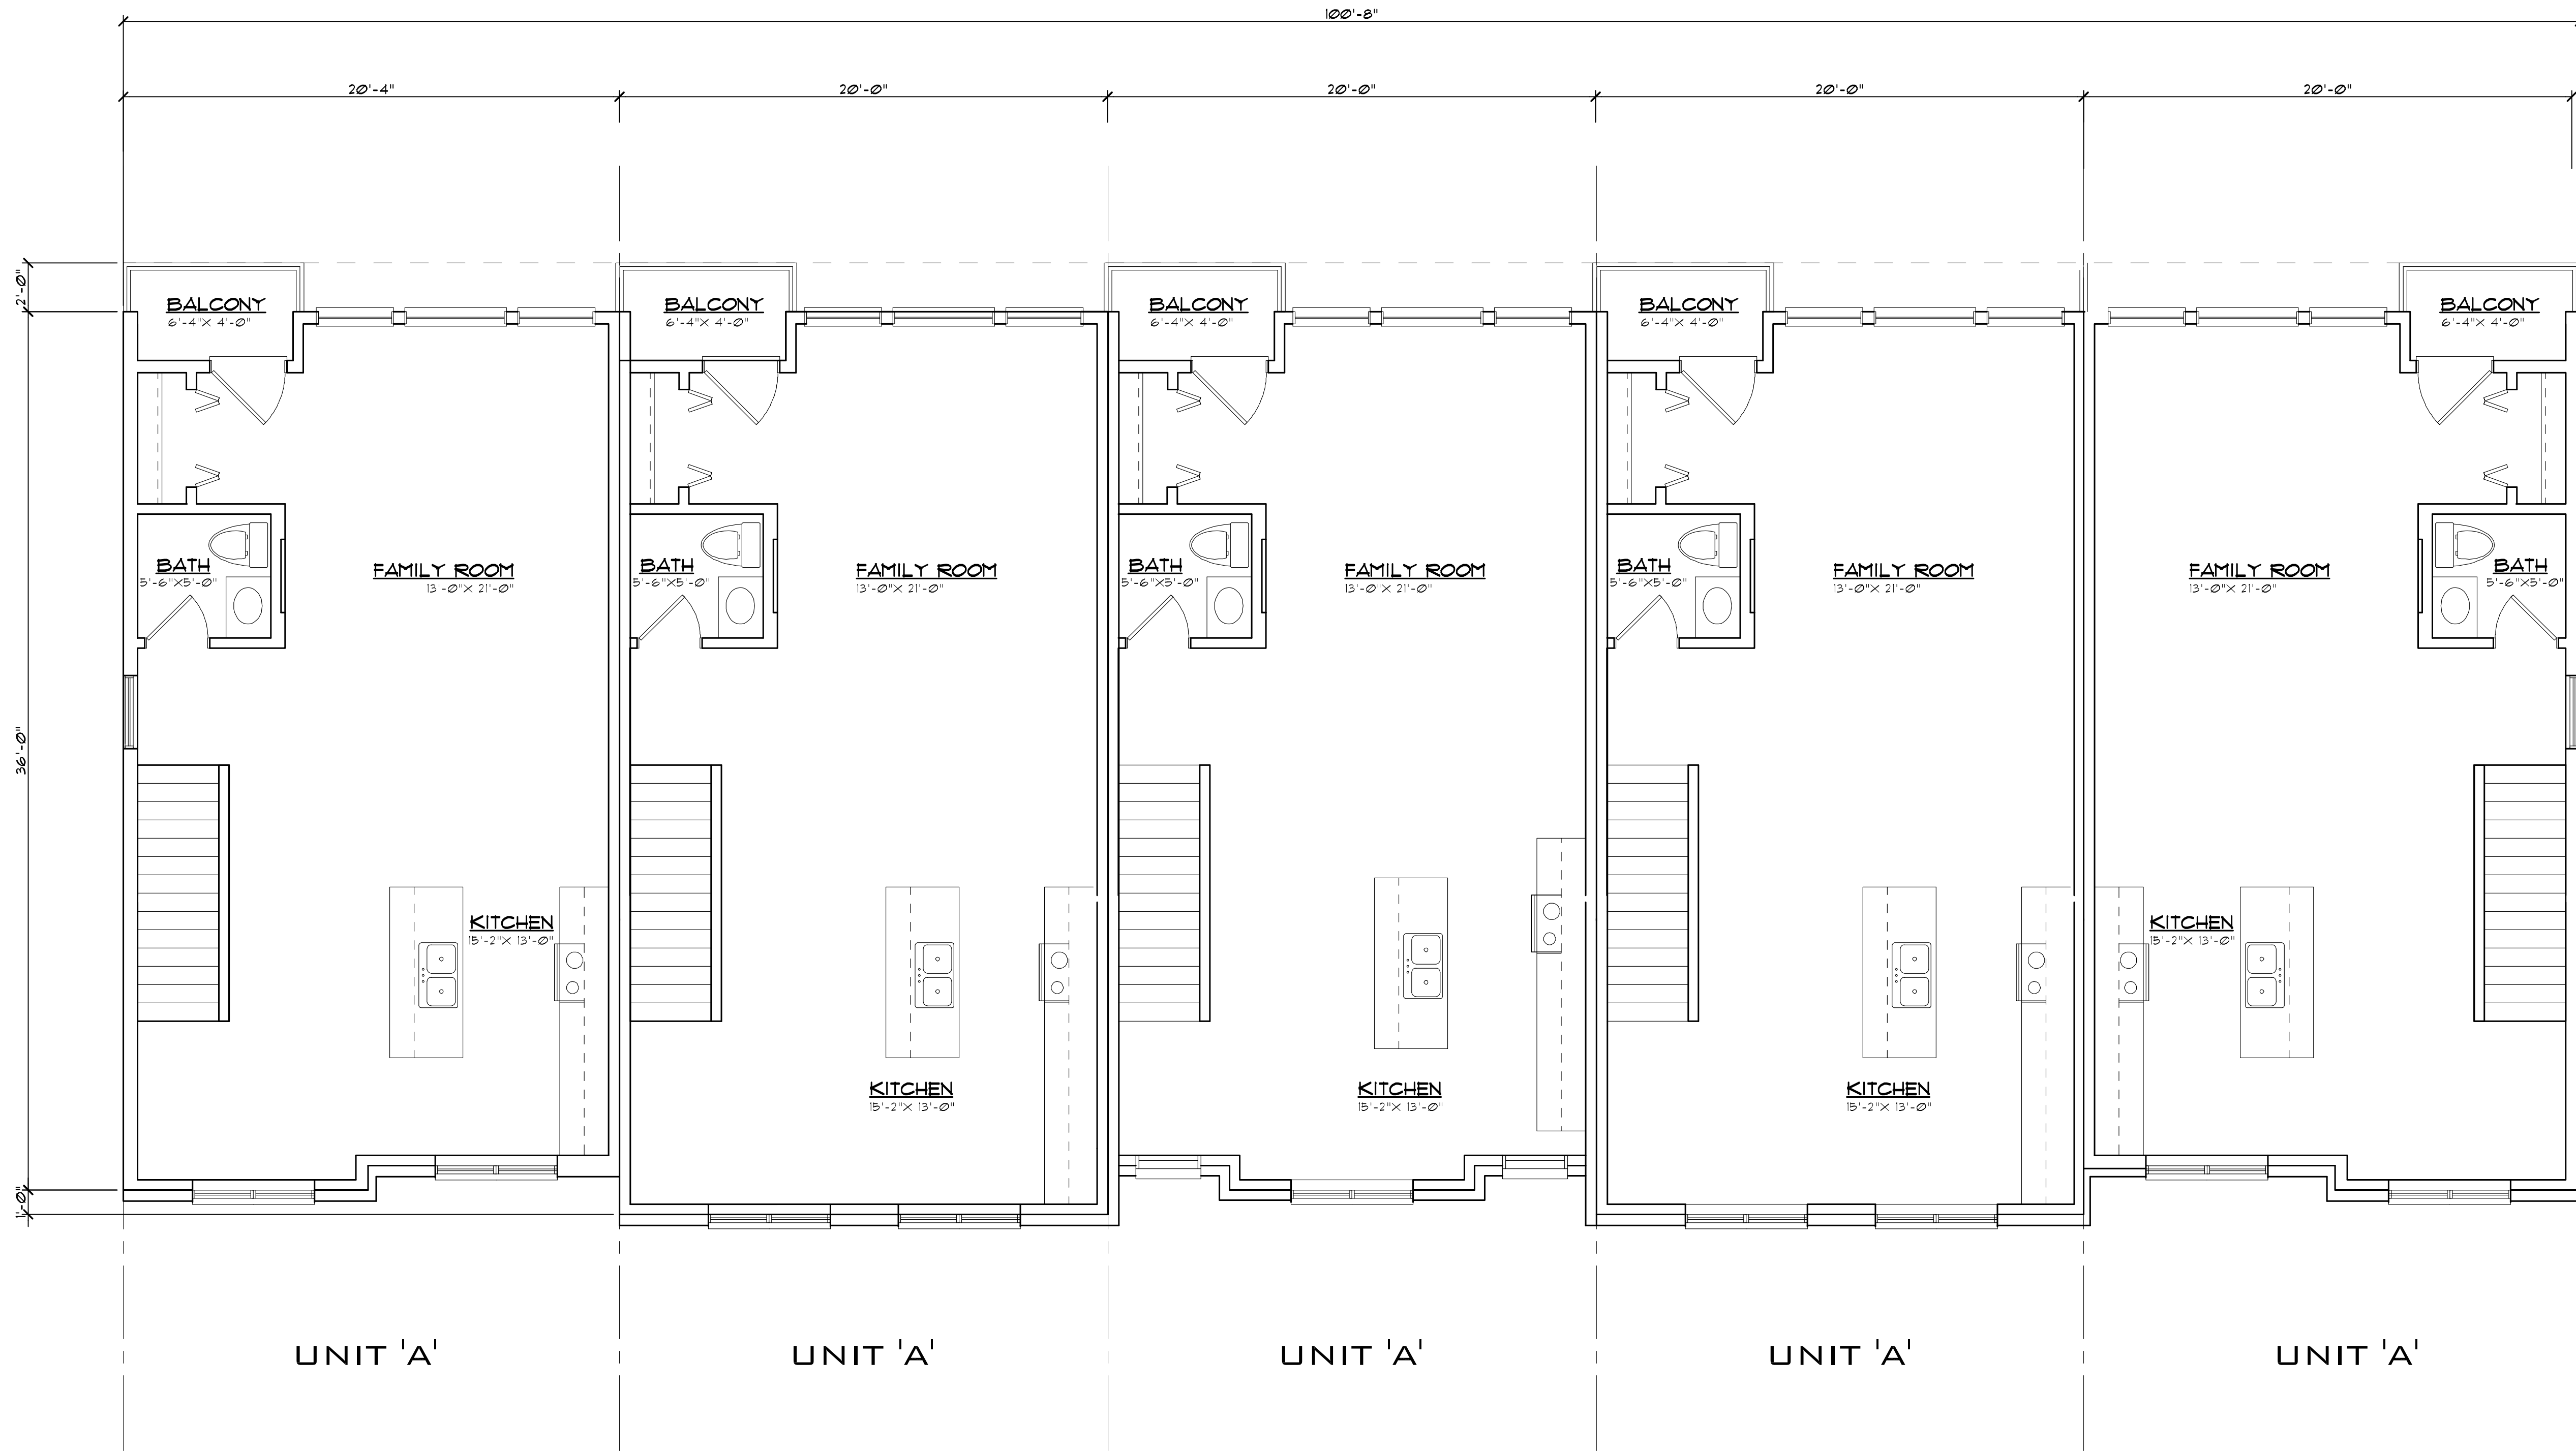 100'-8"
20'-4" 20'-0" 20'-0" 20'-0" 20'-0"
2'-0"
BALCONY BALCONY BALCONY BALCONY BALCONY
6'-4"X 4'-0" 6'-4"X 4'-0" 6'-4"X 4'-0" 6'-4"X 4'-0" 6'-4"X 4'-0"
BATH FAMILY ROOM BATH FAMILY ROOM BATH FAMILY ROOM BATH FAMILY ROOM FAMILY ROOM BATH
5'-6"X5'-0" 13'-0"X 21'-0" 5'-6"X5'-0" 13'-0"X 21'-0" 5'-6"X5'-0" 13'-0"X 21'-0" 5'-6"X5'-0" 13'-0"X 21'-0" 13'-0"X 21'-0" 5'-6"X5'-0"
36'-0"
KITCHEN KITCHEN
15'-2"X 13'-0" 15'-2"X 13'-0"
KITCHEN KITCHEN KITCHEN
15'-2"X 13'-0" 15'-2"X 13'-0" 15'-2"X 13'-0"
1'-0"
UNIT 'A' UNIT 'A' UNIT 'A' UNIT 'A' UNIT 'A'